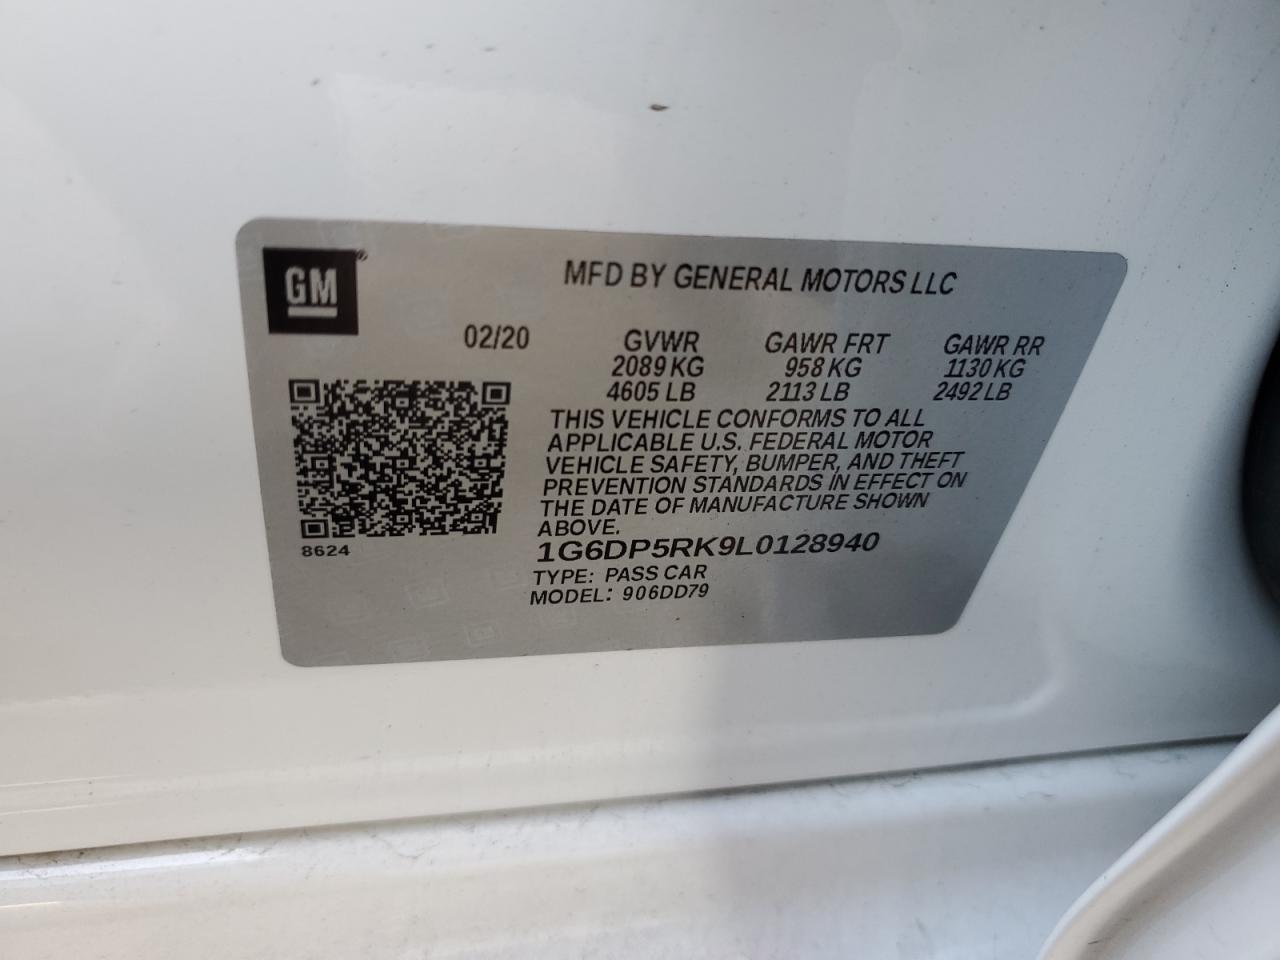 GM
MFD BY GENERAL MOTORS LLC
02/20 GVWR GAWR FRT GAWR RR
2089 KG 958 KG 1130 KG
4605 LB 2113 LB 2492 LB
THIS VEHICLE CONFORMS TO ALL
APPLICABLE U.S. FEDERAL MOTOR
VEHICLE SAFETY, BUMPER, AND THEFT
PREVENTION STANDARDS IN EFFECT ON
THE DATE OF MANUFACTURE SHOWN
ABOVE.
8624
1G6DP5RK9L0128940
TYPE: PASS CAR
MODEL: 906DD79